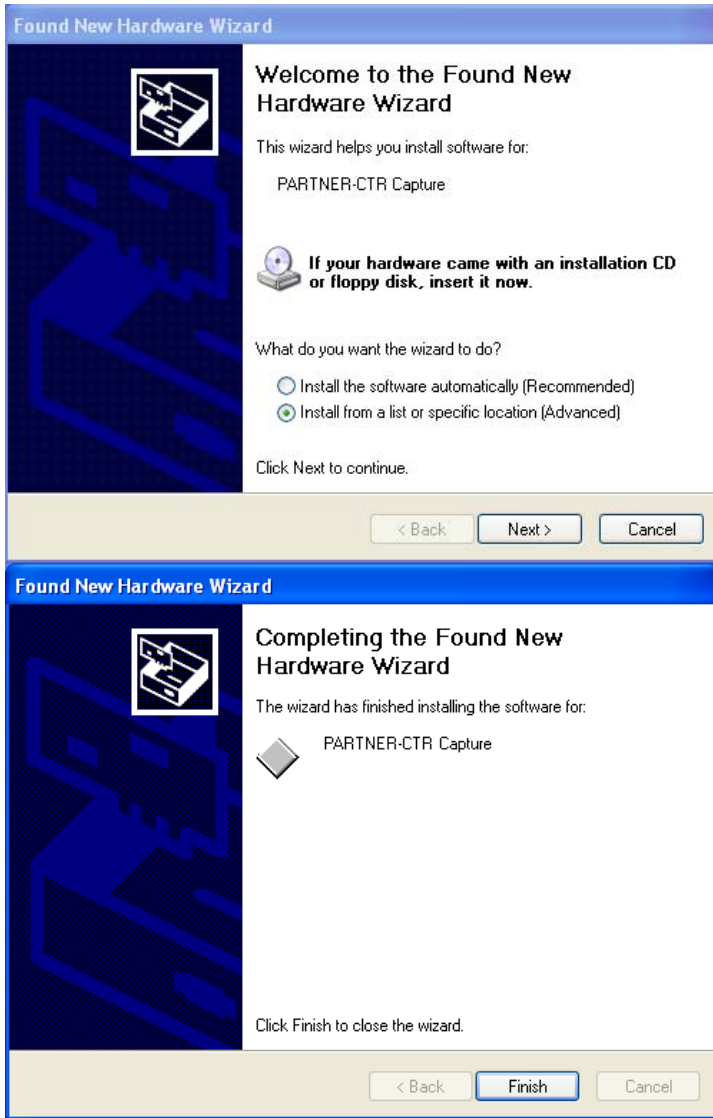 Found New Hardware Wizard
Welcome to the Found New
Hardware Wizard
This wizard helps you install software for:
PARTNER-CTR Capture
If your hardware came with an installation CD
or floppy disk, insert it now.
What do you want the wizard to do?
Install the software automatically (Recommended)
Install from a list or specific location (Advanced)
Click Next to continue.
< Back Next > Cancel
Found New Hardware Wizard
Completing the Found New
Hardware Wizard
The wizard has finished installing the software for:
PARTNER-CTR Capture
Click Finish to close the wizard.
< Back Finish Cancel